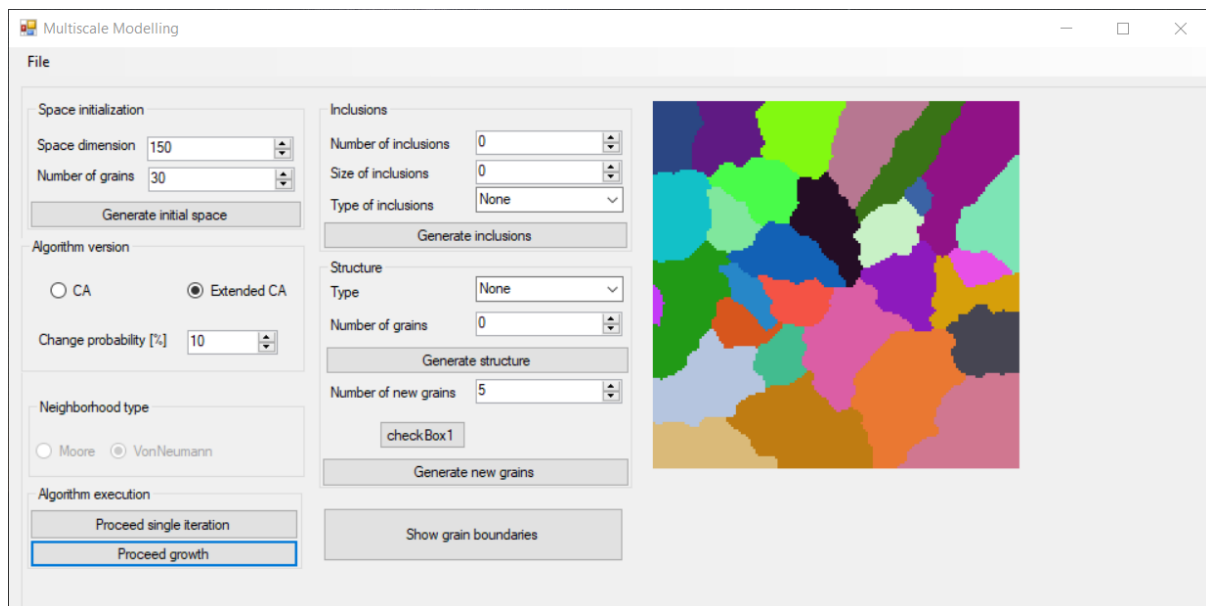 Multiscale Modelling
File
Space initialization
Space dimension 150
Number of grains 30
Generate initial space
Algorithm version
CA Extended CA
Change probability [%] 10
Neighborhood type
Moore VonNeumann
Algorithm execution
Proceed single iteration
Proceed growth
Inclusions
Number of inclusions 0
Size of inclusions 0
Type of inclusions None
Generate inclusions
Structure
Type None
Number of grains 0
Generate structure
Number of new grains 5
checkBox1
Generate new grains
Show grain boundaries